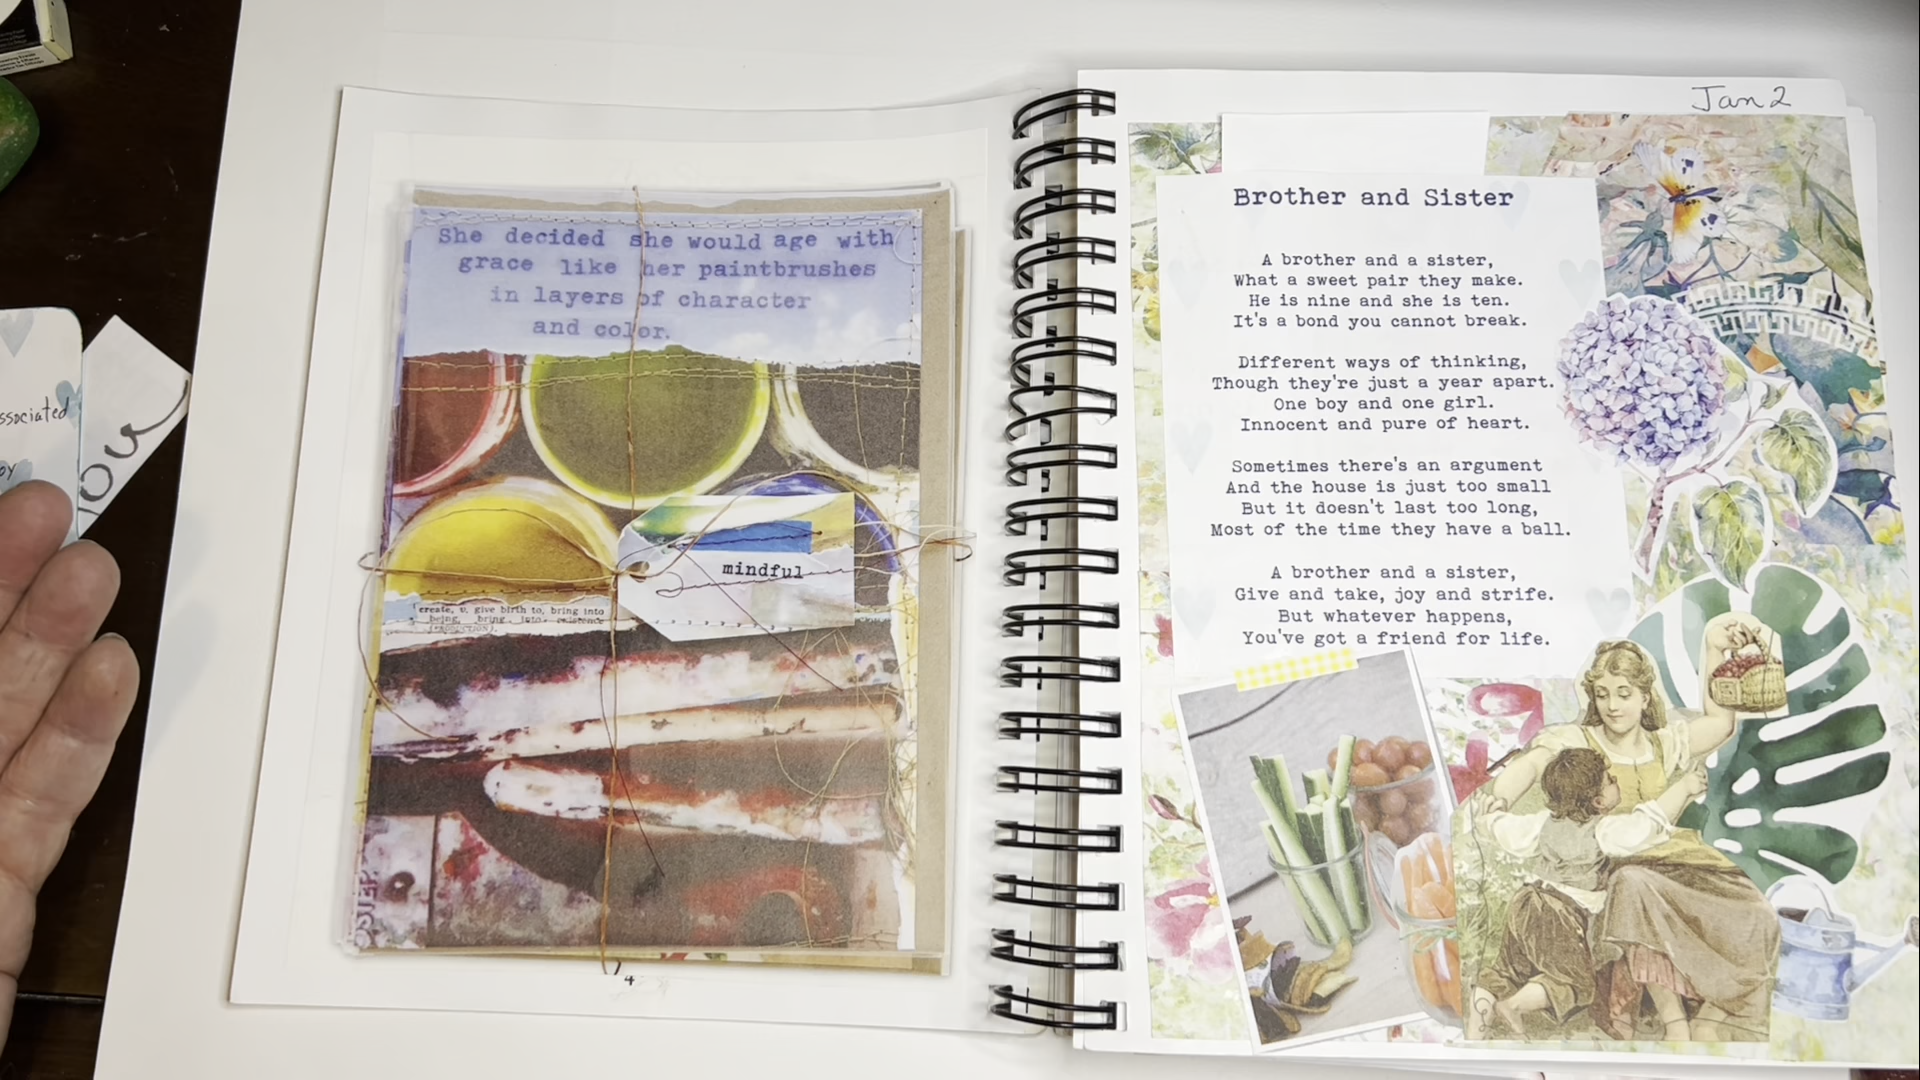 ssociated
oy
you
She decided she would age with
grace like her paintbrushes
in layers of character
and color.
mindful
create, v. give birth to, bring into
being, bring into existence
(PRODUCTION).
4
Jan 2
Brother and Sister
A brother and a sister,
What a sweet pair they make.
He is nine and she is ten.
It's a bond you cannot break.
Different ways of thinking,
Though they're just a year apart.
One boy and one girl.
Innocent and pure of heart.
Sometimes there's an argument
And the house is just too small
But it doesn't last too long,
Most of the time they have a ball.
A brother and a sister,
Give and take, joy and strife.
But whatever happens,
You've got a friend for life.